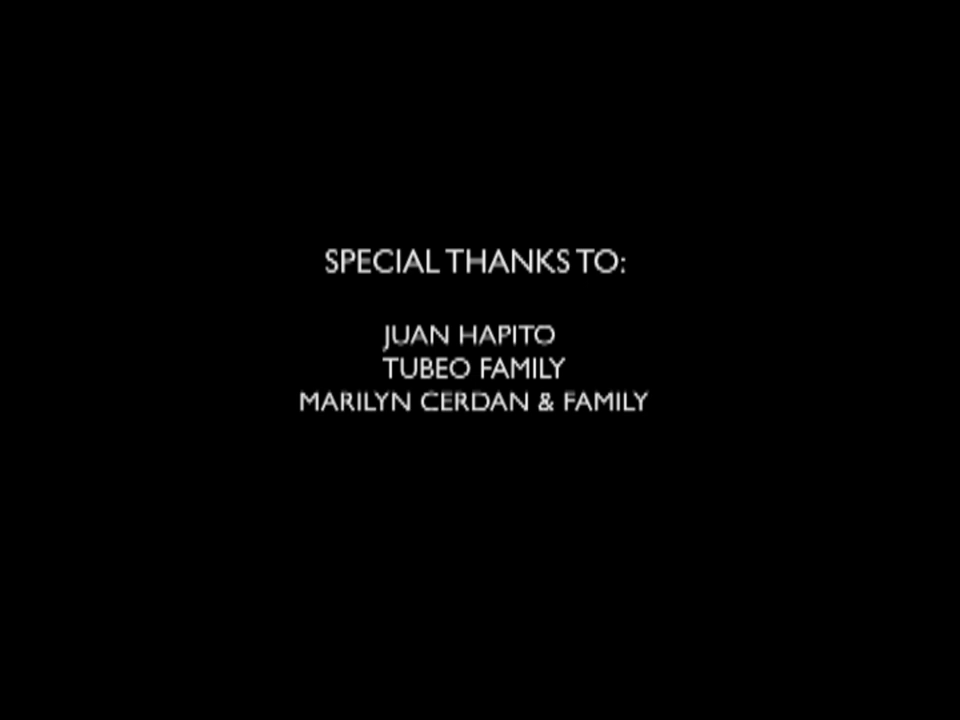 SPECIAL THANKS TO:
JUAN HAPITO
TUBEO FAMILY
MARILYN CERDAN & FAMILY